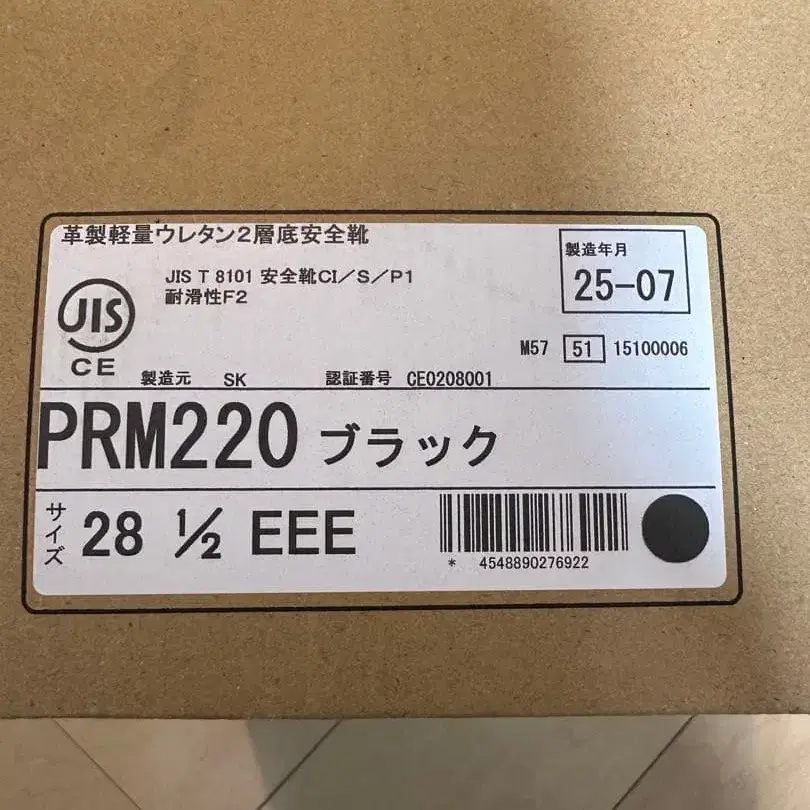 革製軽量ウレタン2層底安全靴
製造年月
25-07
JIS T 8101 安全靴CI/S/P1
耐滑性F2
JIS
CE
M57 51 15100006
製造元 SK 認証番号 CE0208001
PRM220 ブラック
サイズ 28 ½ EEE
* 4548890276922